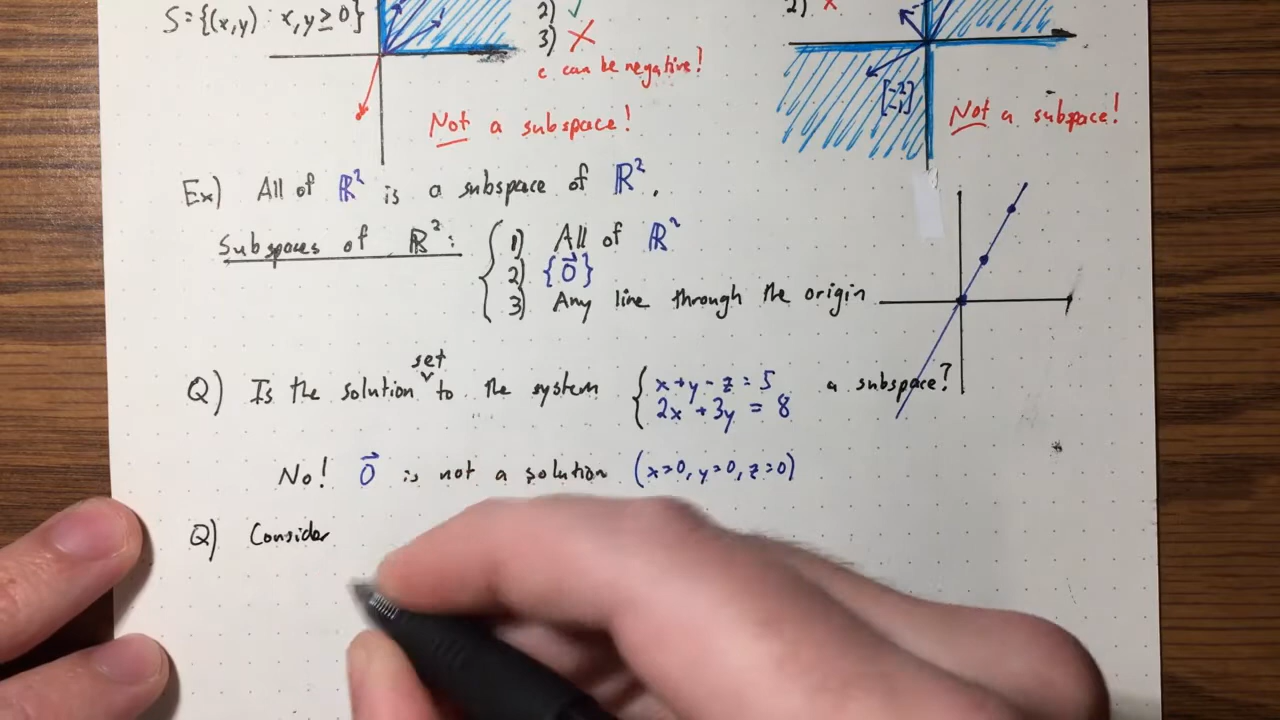 S = {(x,y) : x,y ≥ 0}
2) ✓
3) ✗
c can be negative!
Not a subspace!
2) ✗
[-2 -1]
Not a subspace!
Ex) All of ℝ² is a subspace of ℝ².
Subspaces of ℝ²:
1) All of ℝ²
2) {0⃗}
3) Any line through the origin
Q) Is the solution set to the system { x+y-z=5 a subspace?
2x+3y = 8
No! 0⃗ is not a solution (x=0, y=0, z=0)
Q) Consider